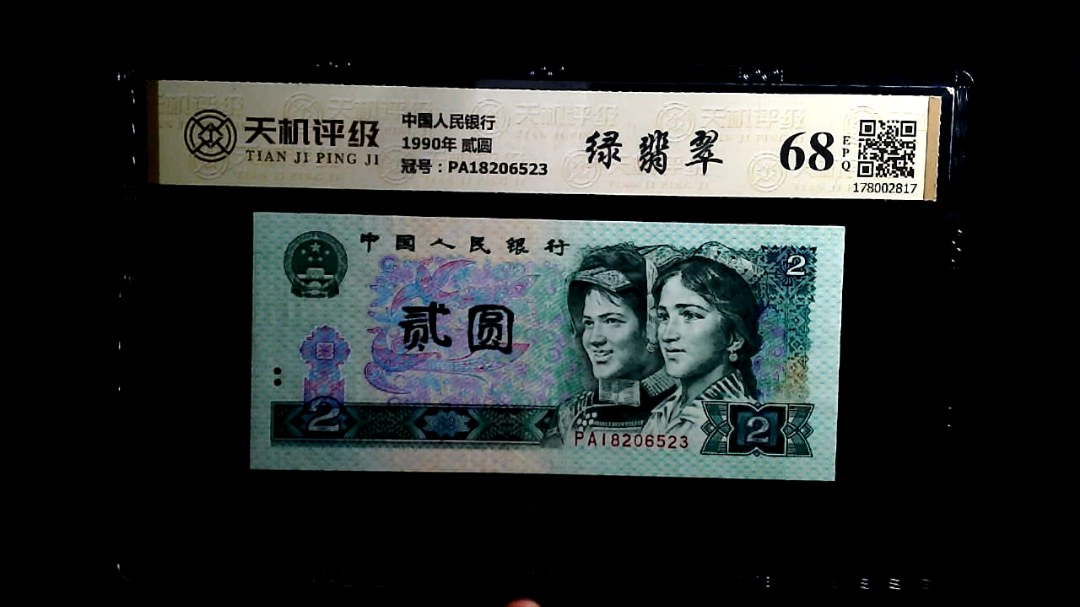 天机评级
TIAN JI PING JI
中国人民银行
1990年 贰圆
冠号：PA18206523
绿翡翠
68
EPQ
178002817
中国人民银行
2
贰圆
2
2
PA18206523